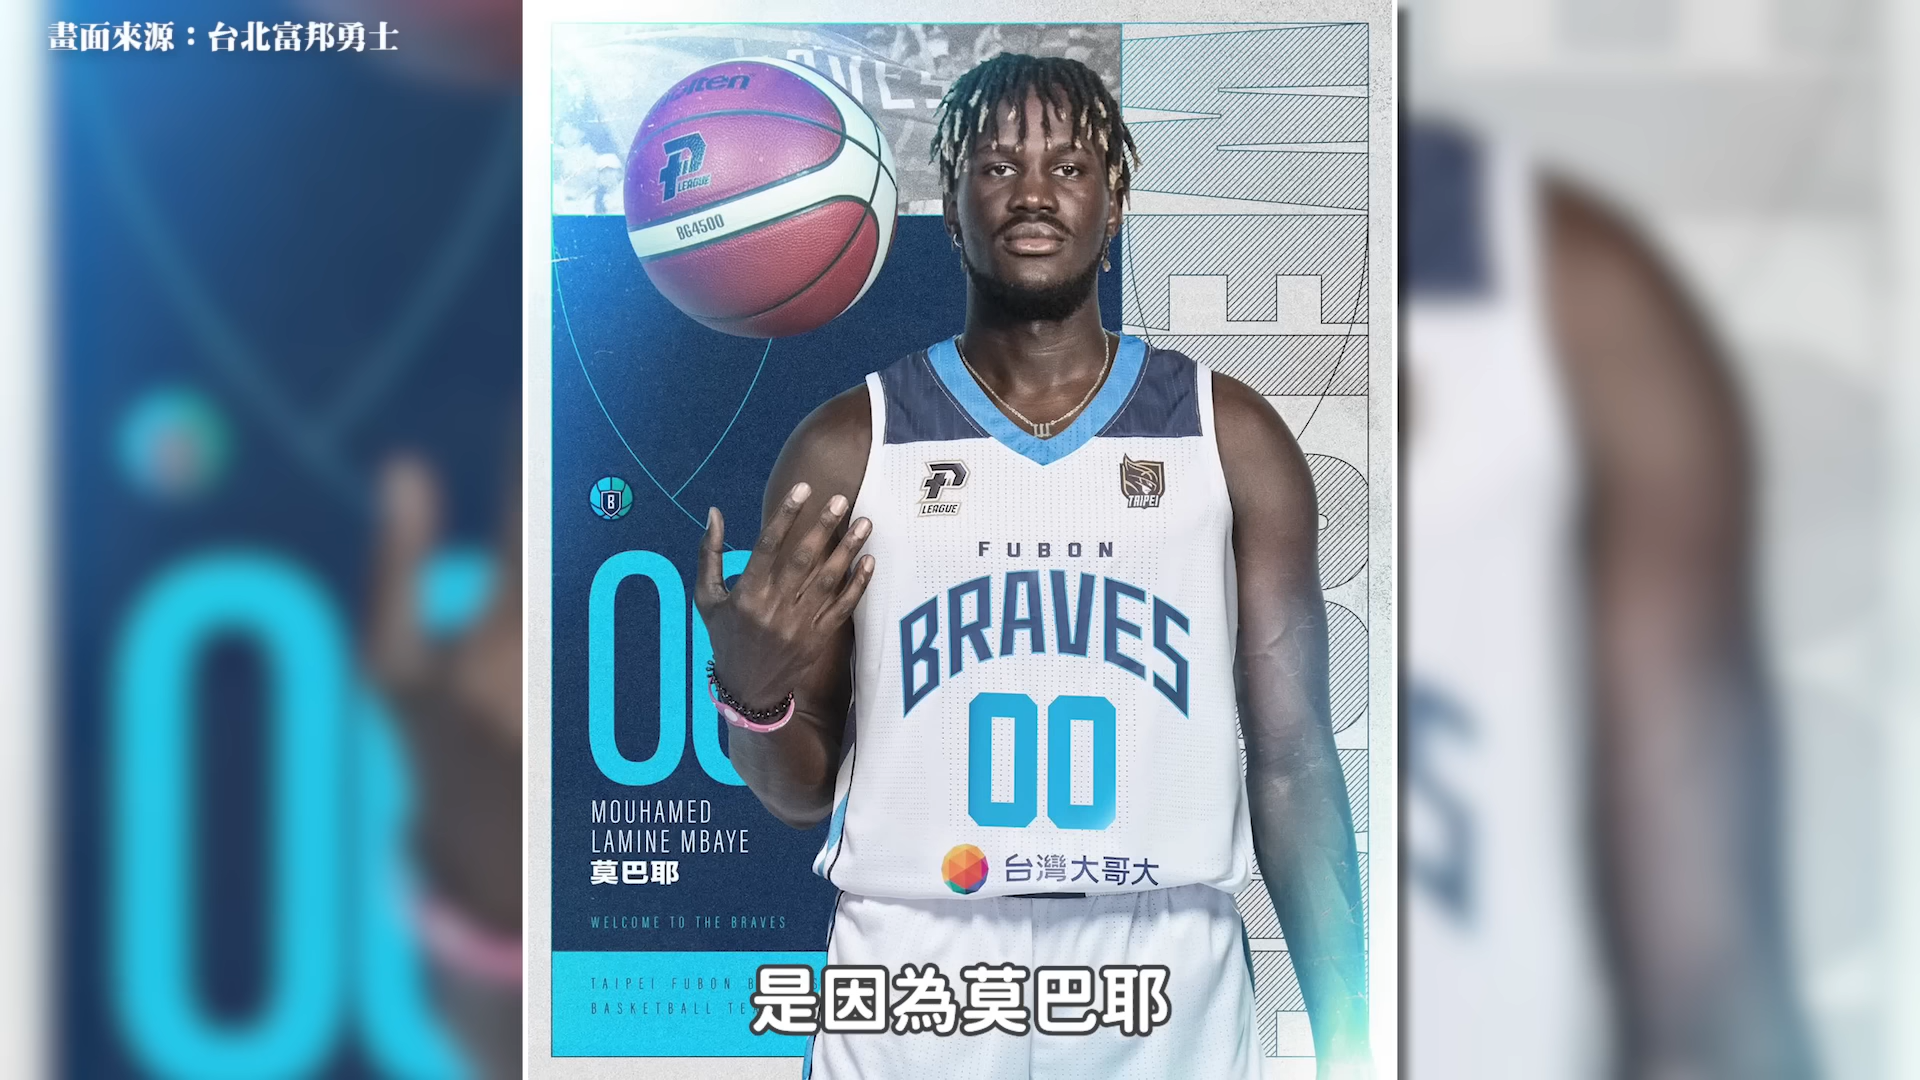 畫面來源：台北富邦勇士
molten
P LEAGUE
BG4500
P LEAGUE
TAIPEI
FUBON
BRAVES
00
台灣大哥大
B
00
MOUHAMED
LAMINE MBAYE
莫巴耶
WELCOME TO THE BRAVES
TAIPEI FUBON
BASKETBALL
是因為莫巴耶